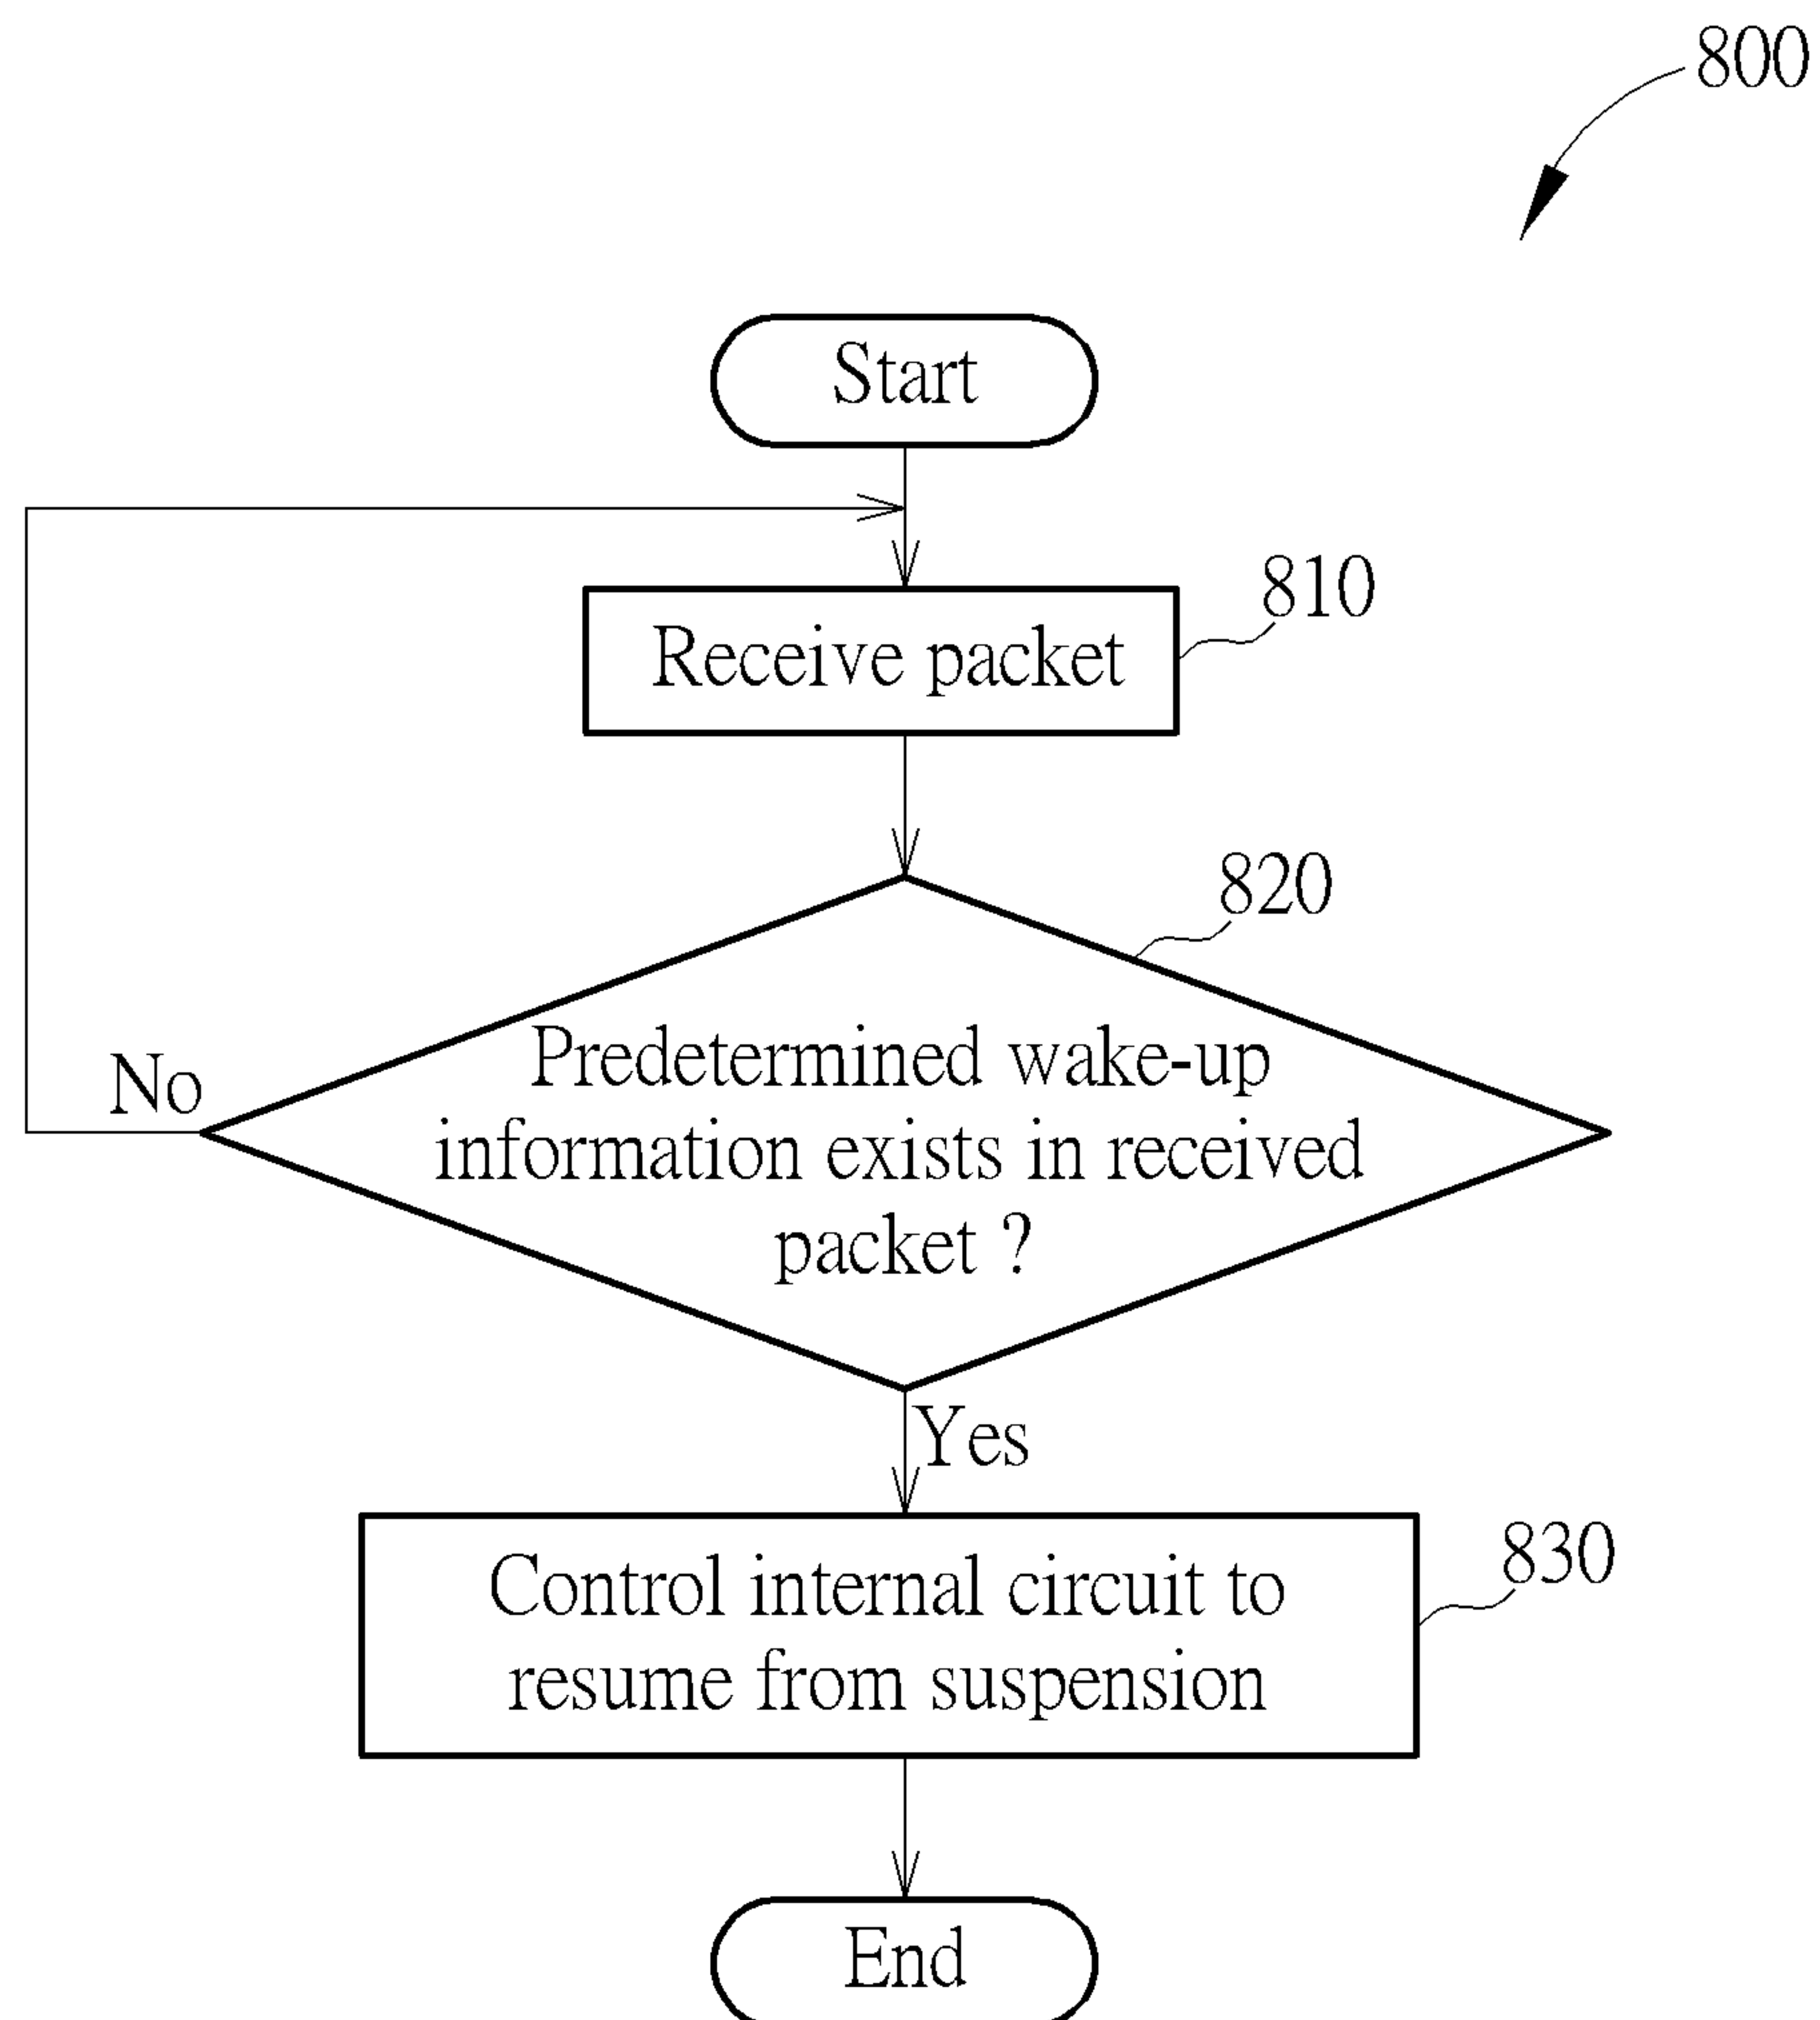 800
Start
Receive packet
810
820
Predetermined wake-up
information exists in received
packet ?
No
Yes
Control internal circuit to
resume from suspension
830
End